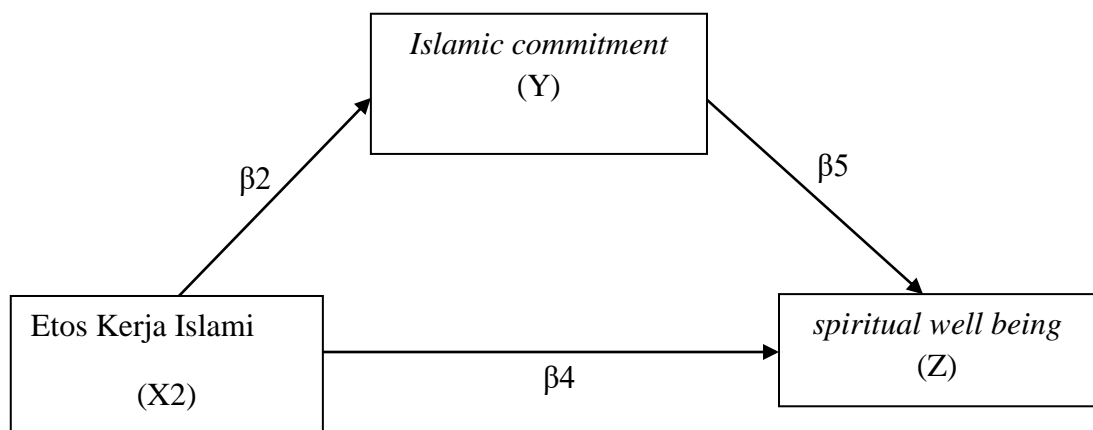 Islamic commitment
(Y)
β2
β5
Etos Kerja Islami
(X2)
spiritual well being
(Z)
β4